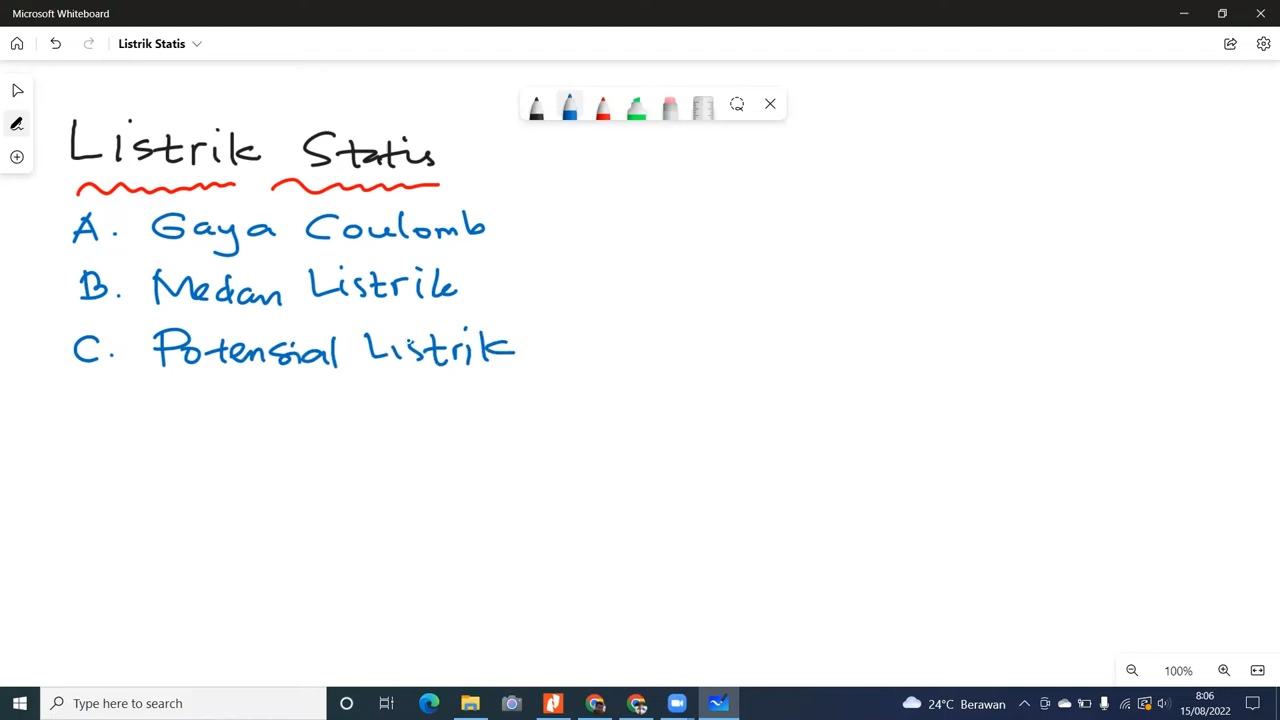 Microsoft Whiteboard
Listrik Statis
Listrik Statis
A. Gaya Coulomb
B. Medan Listrik
C. Potensial Listrik
100%
Type here to search
24°C Berawan
8:06
15/08/2022